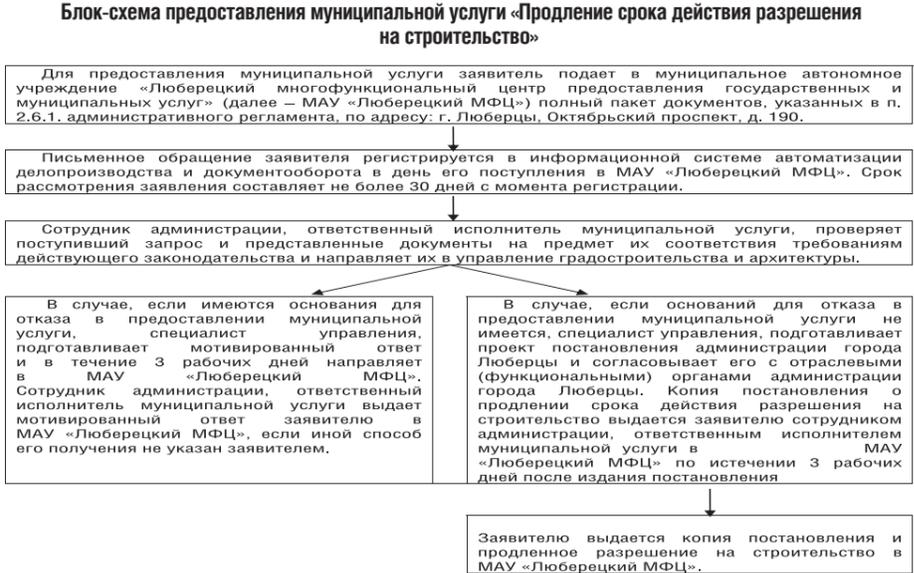 Блок-схема предоставления муниципальной услуги «Продление срока действия разрешения
на строительство»
Для предоставления муниципальной услуги заявитель подает в муниципальное автономное
учреждение «Люберецкий многофункциональный центр предоставления государственных и
муниципальных услуг» (далее – МАУ «Люберецкий МФЦ») полный пакет документов, указанных в п.
2.6.1. административного регламента, по адресу: г. Люберцы, Октябрьский проспект, д. 190.
Письменное обращение заявителя регистрируется в информационной системе автоматизации
делопроизводства и документооборота в день его поступления в МАУ «Люберецкий МФЦ». Срок
рассмотрения заявления составляет не более 30 дней с момента регистрации.
Сотрудник администрации, ответственный исполнитель муниципальной услуги, проверяет
поступивший запрос и представленные документы на предмет их соответствия требованиям
действующего законодательства и направляет их в управление градостроительства и архитектуры.
В случае, если имеются основания для
отказа в предоставлении муниципальной
услуги, специалист управления,
подготавливает мотивированный ответ
и в течение 3 рабочих дней направляет
в МАУ «Люберецкий МФЦ».
Сотрудник администрации, ответственный
исполнитель муниципальной услуги выдает
мотивированный ответ заявителю в
МАУ «Люберецкий МФЦ», если иной способ
его получения не указан заявителем.
В случае, если оснований для отказа в
предоставлении муниципальной услуги не
имеется, специалист управления, подготавливает
проект постановления администрации города
Люберцы и согласовывает его с отраслевыми
(функциональными) органами администрации
города Люберцы. Копия постановления о
продлении срока действия разрешения на
строительство выдается заявителю сотрудником
администрации, ответственным исполнителем
муниципальной услуги в МАУ
«Люберецкий МФЦ» по истечении 3 рабочих
дней после издания постановления
Заявителю выдается копия постановления и
продленное разрешение на строительство в
МАУ «Люберецкий МФЦ».